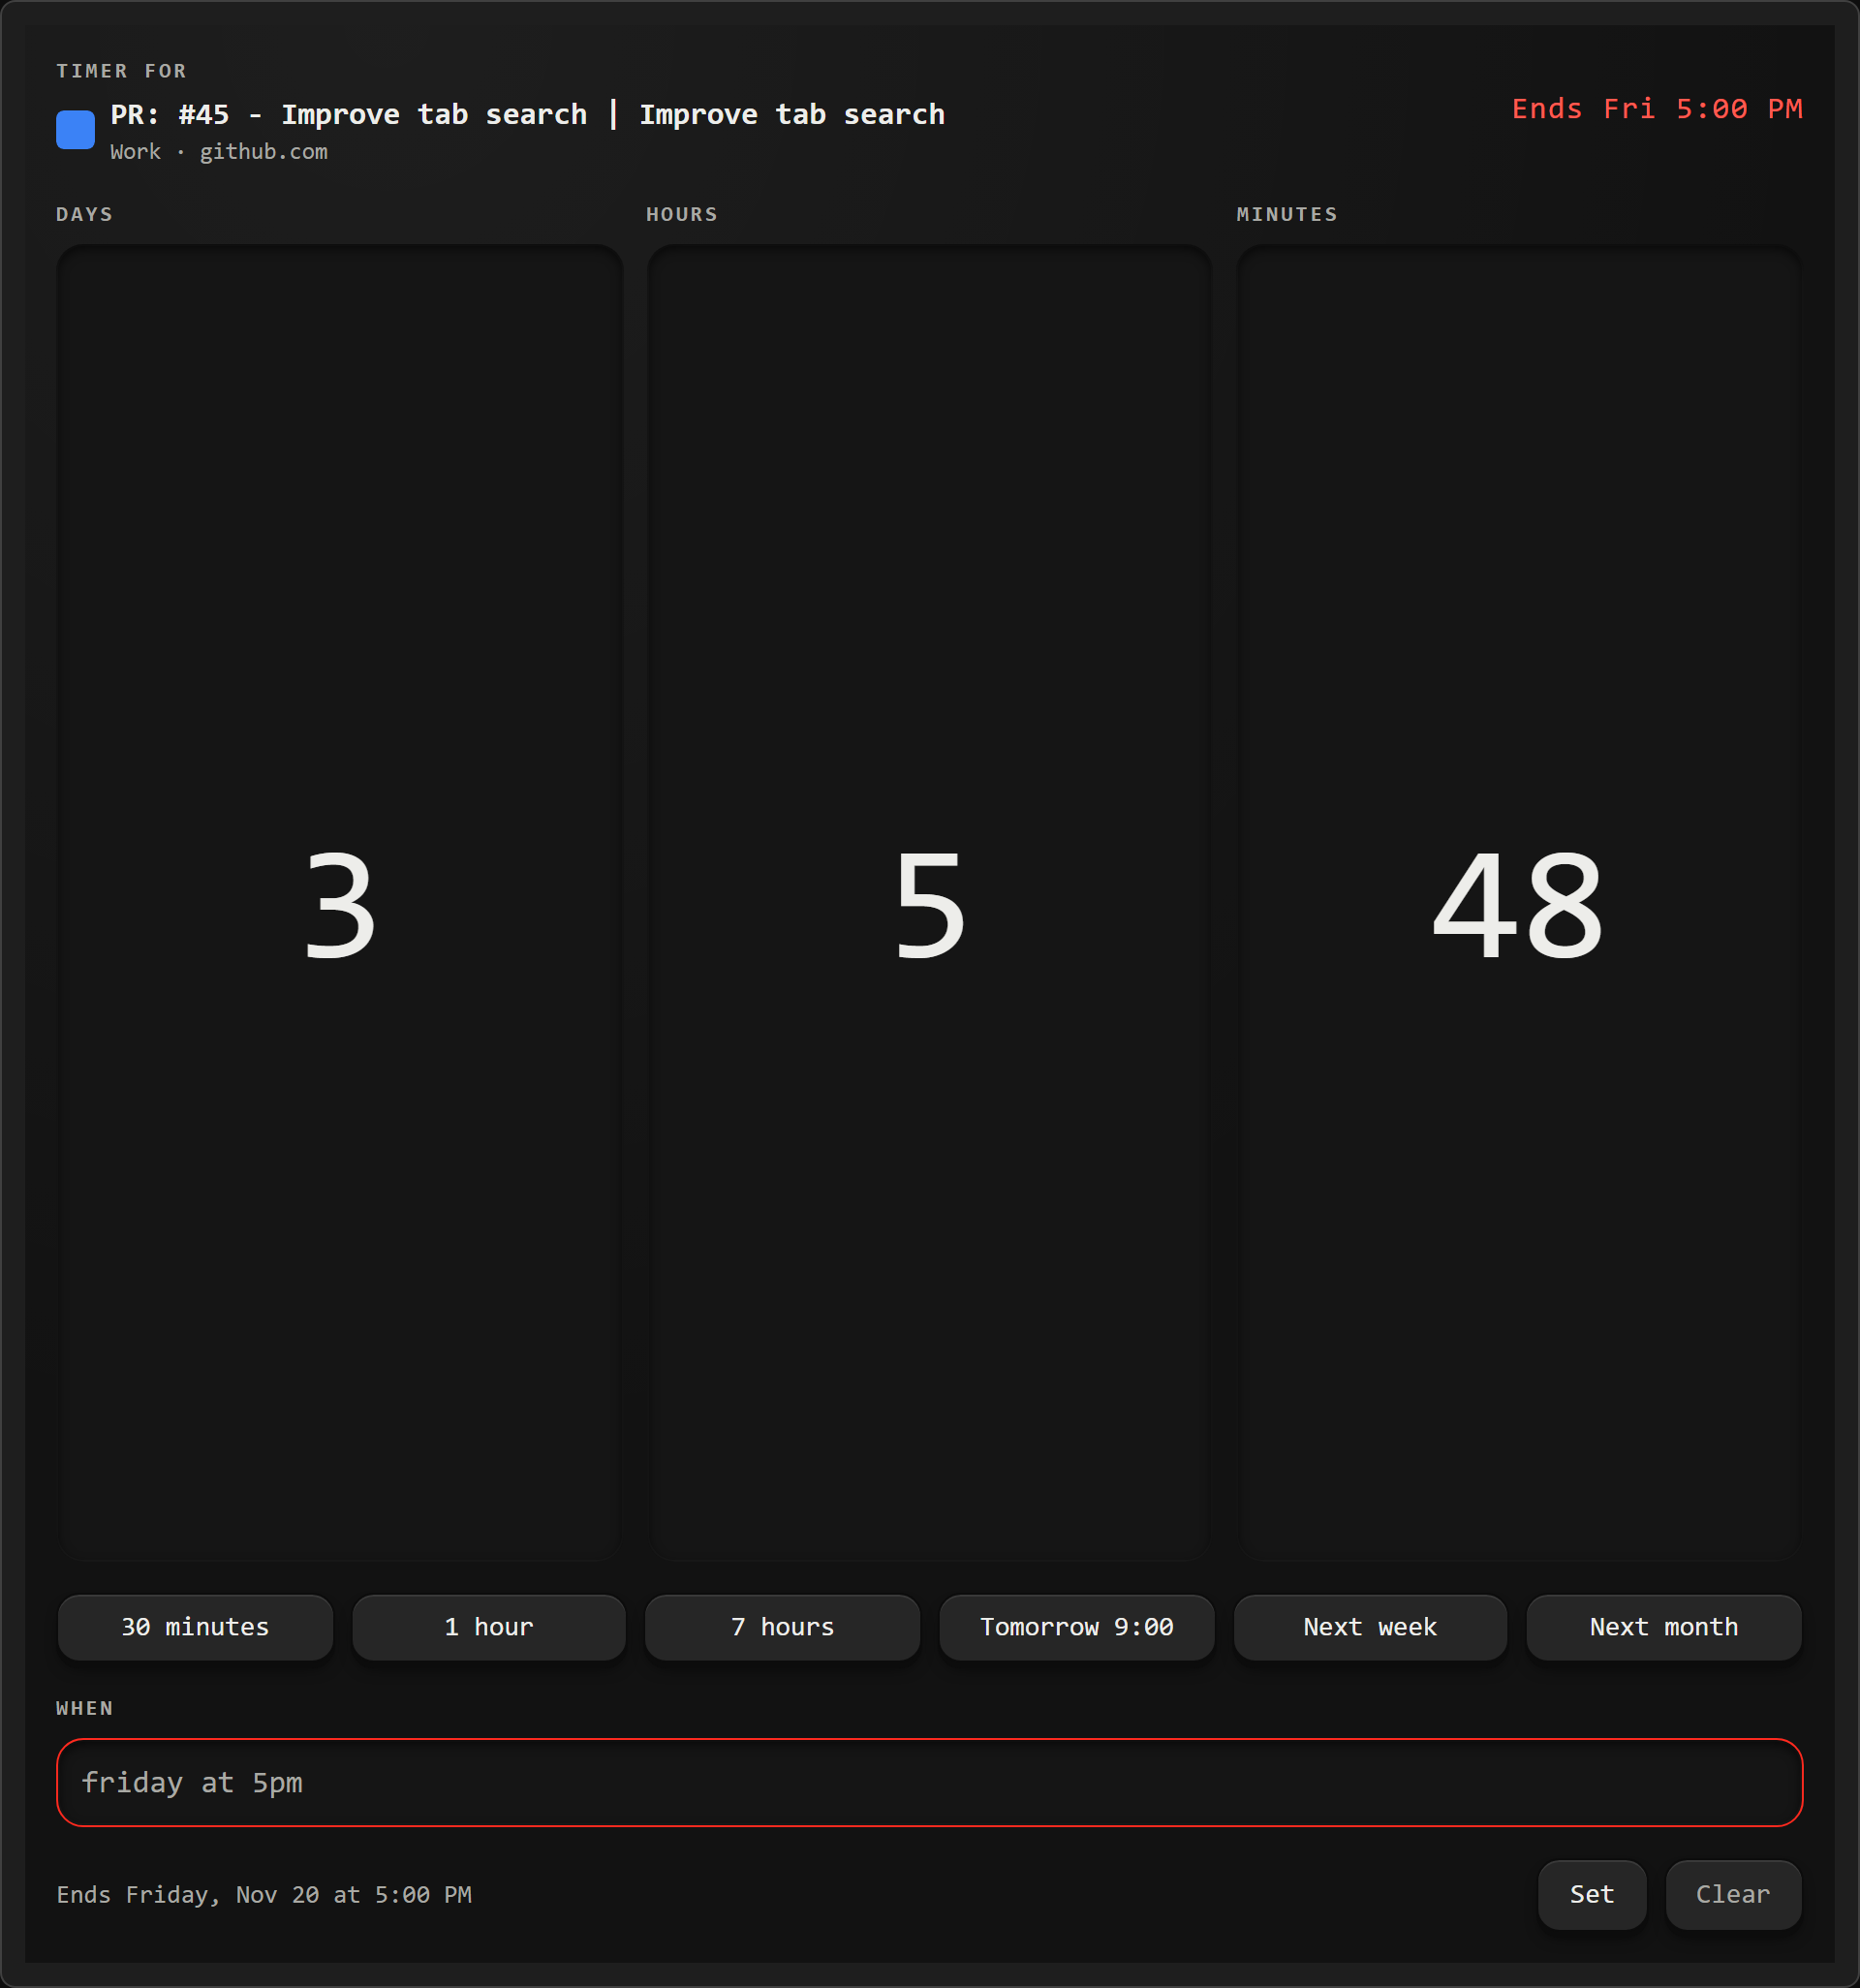 TIMER FOR
PR: #45 - Improve tab search | Improve tab search
Work · github.com
Ends Fri 5:00 PM
DAYS
HOURS
MINUTES
3
5
48
30 minutes
1 hour
7 hours
Tomorrow 9:00
Next week
Next month
WHEN
friday at 5pm
Ends Friday, Nov 20 at 5:00 PM
Set
Clear